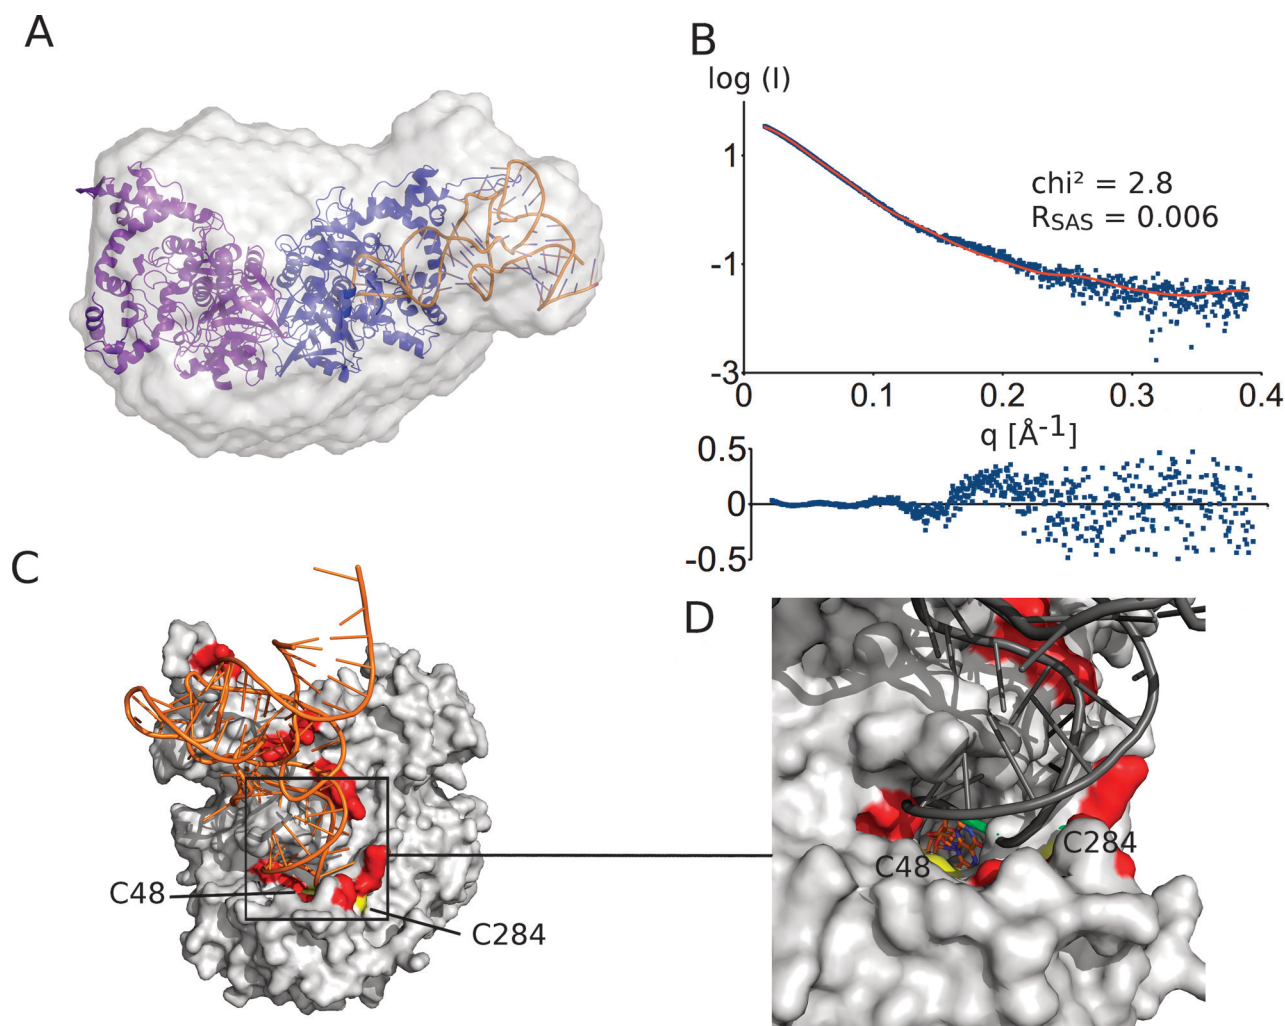 A
B
log (I)
1
chi² = 2.8
RSAS = 0.006
-1
-3
0
0.1
0.2
0.3
0.4
q [Å-1]
0.5
0
-0.5
C
D
C48
C284
C48
C284